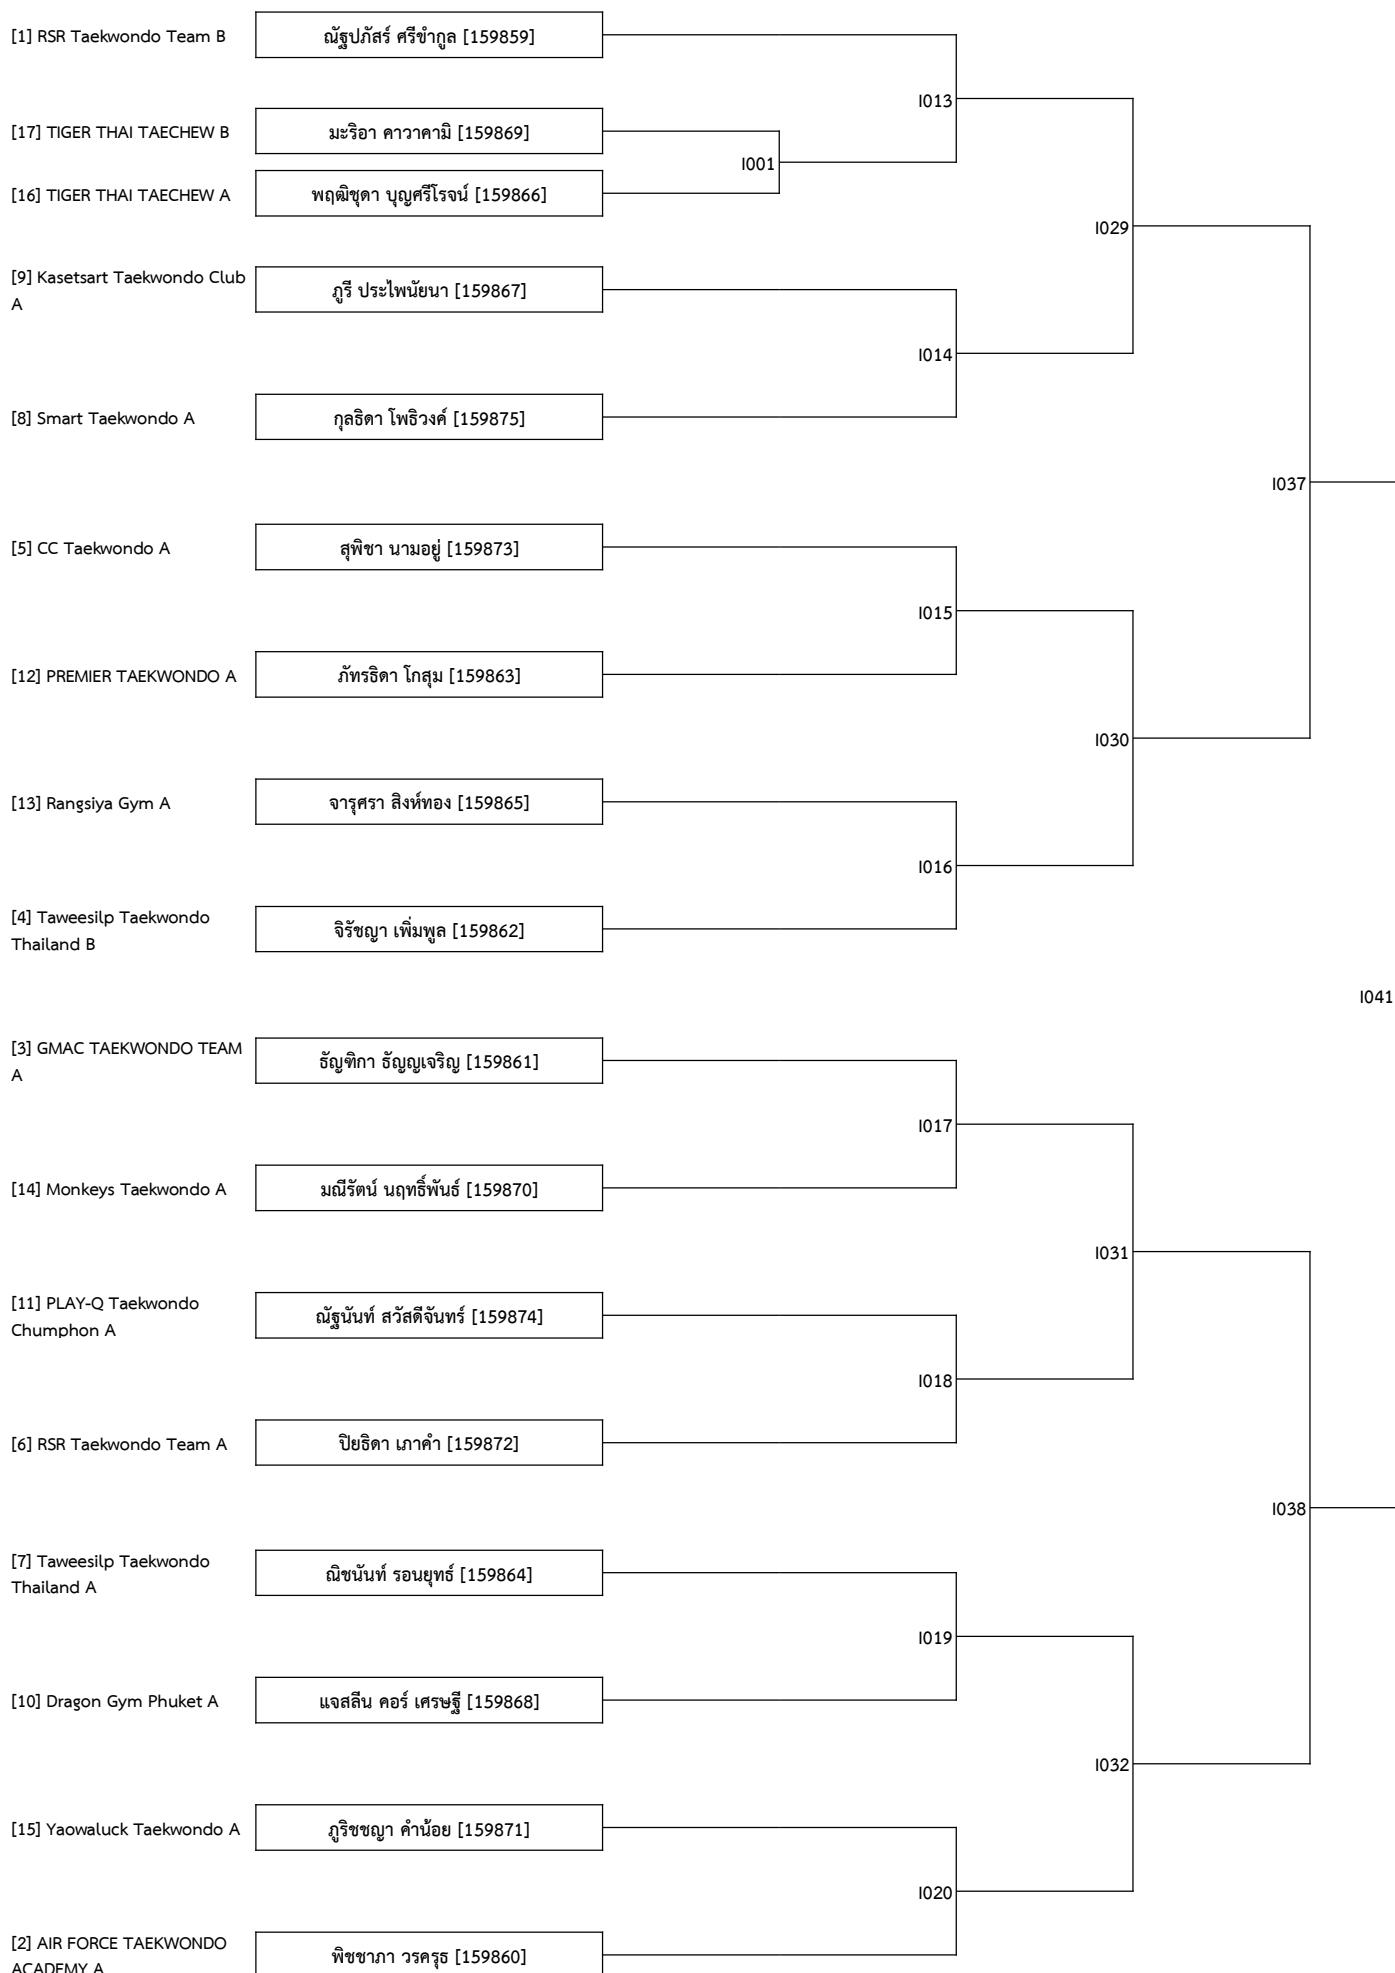 [1] RSR Taekwondo Team B
ณัฐปภัสร์ ศรีขำกูล [159859]
I013
[17] TIGER THAI TAECHEW B
มะริอา คาวาคามิ [159869]
I001
[16] TIGER THAI TAECHEW A
พฤฒิชุดา บุญศรีโรจน์ [159866]
I029
[9] Kasetsart Taekwondo Club
A
ภูรี ประไพนัยนา [159867]
I014
[8] Smart Taekwondo A
กุลธิดา โพธิวงค์ [159875]
I037
[5] CC Taekwondo A
สุพิชา นามอยู่ [159873]
I015
[12] PREMIER TAEKWONDO A
ภัทรธิดา โกสุม [159863]
I030
[13] Rangsiya Gym A
จารุศรา สิงห์ทอง [159865]
I016
[4] Taweesilp Taekwondo
Thailand B
จิรัชญา เพิ่มพูล [159862]
I041
[3] GMAC TAEKWONDO TEAM
A
ธัญฑิกา ธัญญเจริญ [159861]
I017
[14] Monkeys Taekwondo A
มณีรัตน์ นฤทธิ์พันธ์ [159870]
I031
[11] PLAY-Q Taekwondo
Chumphon A
ณัฐนันท์ สวัสดีจันทร์ [159874]
I018
[6] RSR Taekwondo Team A
ปิยธิดา เภาคำ [159872]
I038
[7] Taweesilp Taekwondo
Thailand A
ณิชนันท์ รอนยุทธ์ [159864]
I019
[10] Dragon Gym Phuket A
แจสลีน คอร์ เศรษฐี [159868]
I032
[15] Yaowaluck Taekwondo A
ภูริชชญา คำน้อย [159871]
I020
[2] AIR FORCE TAEKWONDO
ACADEMY A
พิชชาภา วรครุธ [159860]